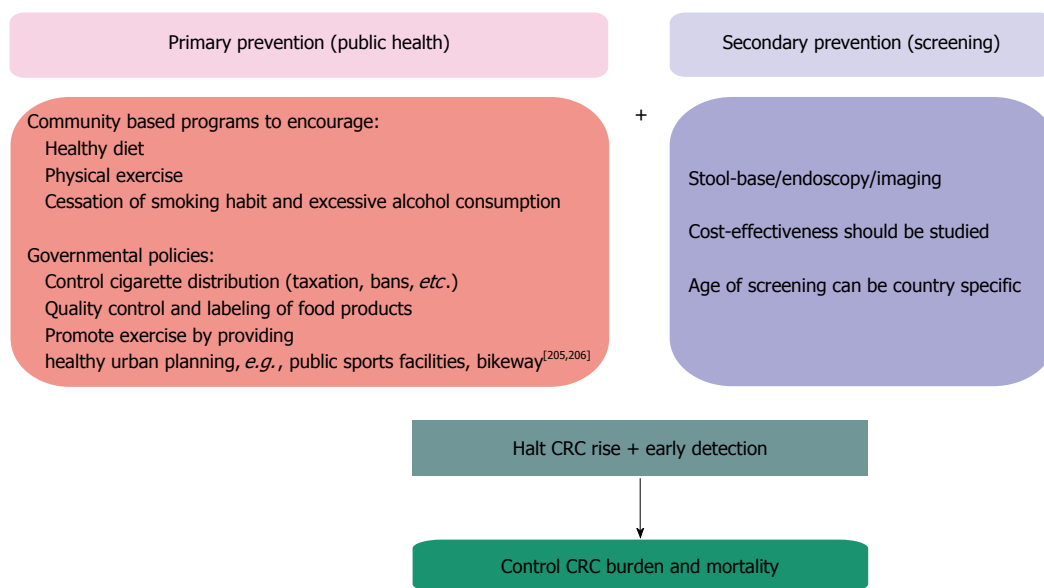 Primary prevention (public health)
Secondary prevention (screening)
Community based programs to encourage:
Healthy diet
Physical exercise
Cessation of smoking habit and excessive alcohol consumption
Governmental policies:
Control cigarette distribution (taxation, bans, etc.)
Quality control and labeling of food products
Promote exercise by providing
healthy urban planning, e.g., public sports facilities, bikeway[205,206]
+
Stool-base/endoscopy/imaging
Cost-effectiveness should be studied
Age of screening can be country specific
Halt CRC rise + early detection
Control CRC burden and mortality